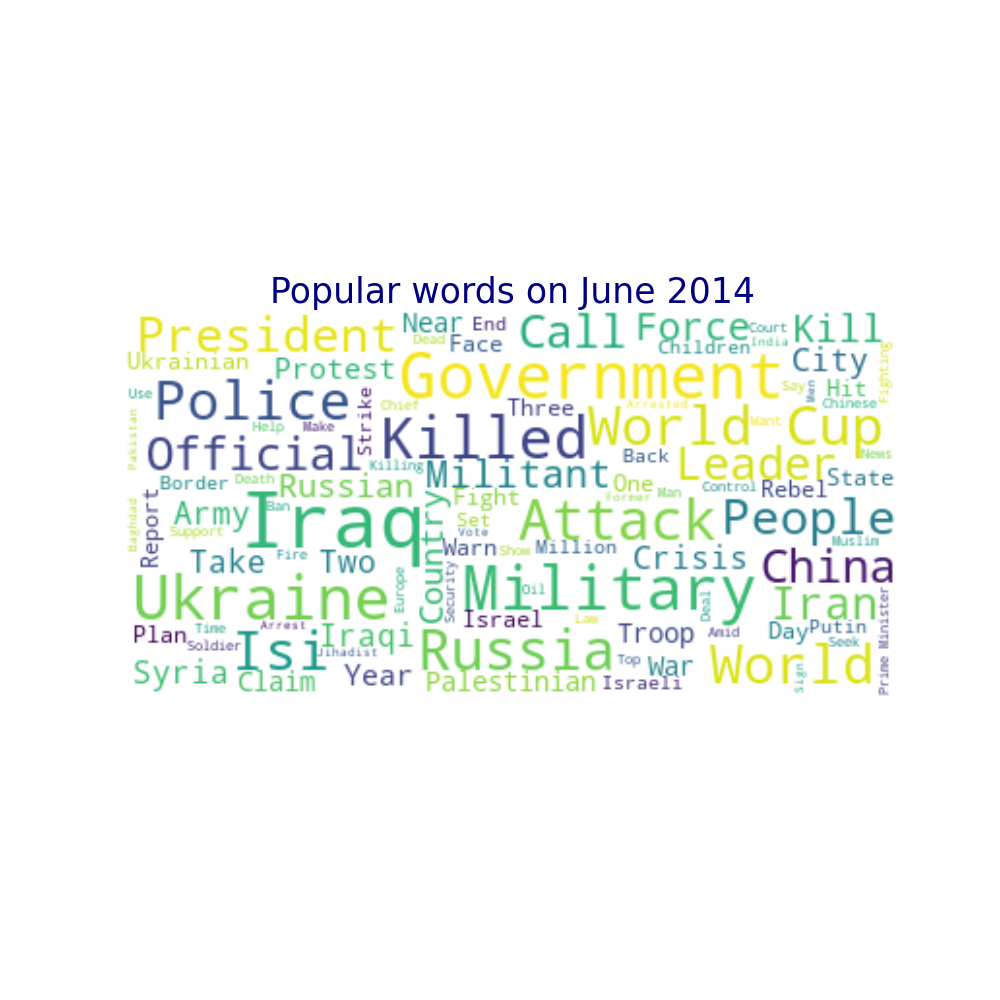 Popular words on June 2014
President Near End Call Force Court Kill
Dead Face Children India City
Ukrainian Protest Government Say Men Hit Fighting
Use Police Strike Chief Three Arrested World Cup Want Chinese
Pakistan Help Make Killed
Official Killing Militant Back Leader News
Border Death Russian One Control Rebel State
Report Army Ban Iraq Country Fight Former Man Attack People
Baghdad Support Set Vote Muslim
Take Fire Two Warn Show Million Crisis China
Ukraine Europe Security Military Oil Deal Iran
Plan Time Arrest Israel Law Troop Amid Day Putin Prime Minister
Soldier Isi Jihadist Iraqi Russia Top War World Seek
Syria Claim Year Palestinian Israeli Sign